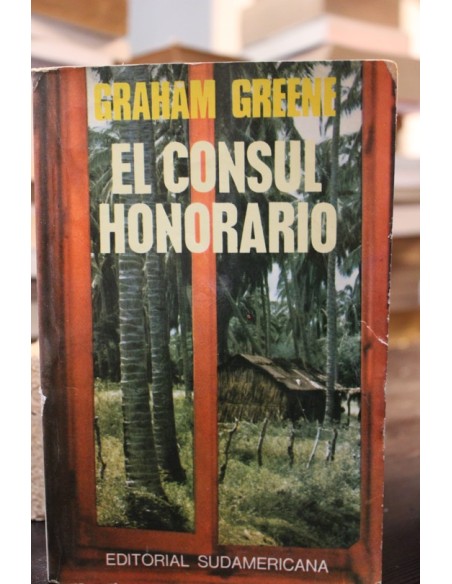 GRAHAM GREENE
EL CONSUL
HONORARIO
EDITORIAL SUDAMERICANA